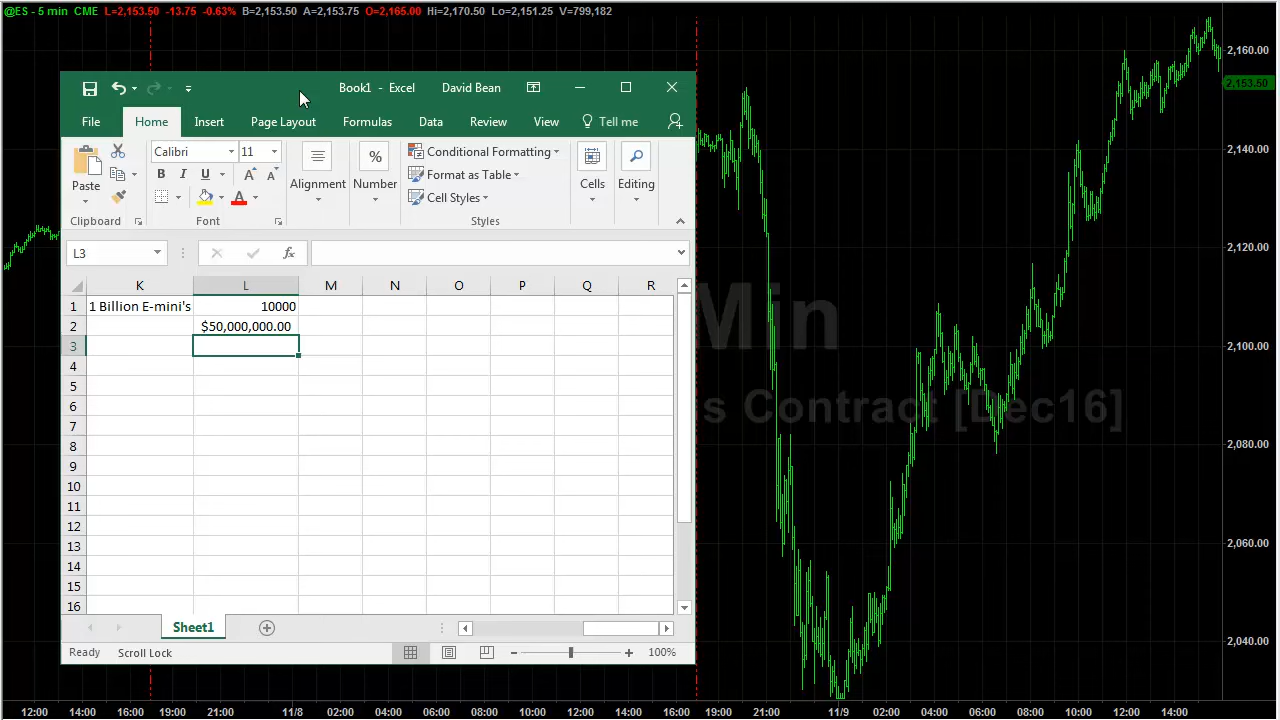 @ES - 5 min CME L=2,153.50 -13.75 -0.63% B=2,153.50 A=2,153.75 O=2,165.00 Hi=2,170.50 Lo=2,151.25 V=799,182
Book1 - Excel David Bean
File Home Insert Page Layout Formulas Data Review View Tell me
Calibri 11 % Conditional Formatting
Paste B I U A A Alignment Number Format as Table Cells Editing
A Cell Styles
Clipboard Font Styles
L3 fx
K L M N O P Q R
1 1 Billion E-mini's 10000
2 $50,000,000.00
3
4
5
6
7
8
9
10
11
12
13
14
15
16
Sheet1
Ready Scroll Lock 100%
Min
s Contract [Dec16]
2,160.00
2,153.50
2,140.00
2,120.00
2,100.00
2,080.00
2,060.00
2,040.00
12:00 14:00 16:00 19:00 21:00 11/8 02:00 04:00 06:00 08:00 10:00 12:00 14:00 16:00 19:00 21:00 11/9 02:00 04:00 06:00 08:00 10:00 12:00 14:00